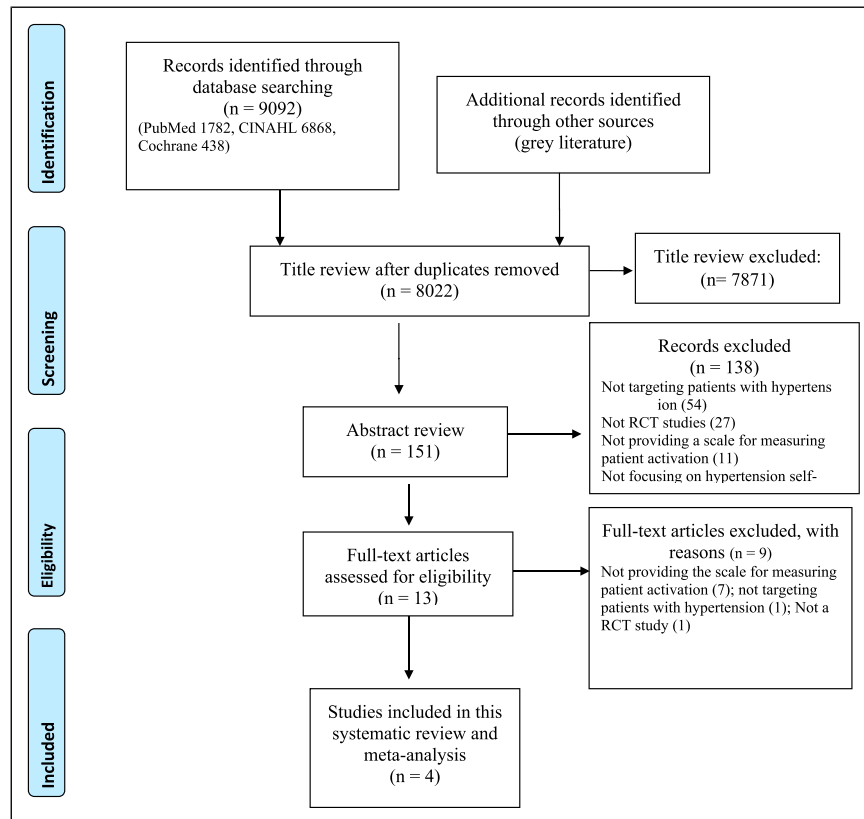 Identification
Records identified through
database searching
(n = 9092)
(PubMed 1782, CINAHL 6868,
Cochrane 438)
Additional records identified
through other sources
(grey literature)
Screening
Title review after duplicates removed
(n = 8022)
Title review excluded:
(n= 7871)
Records excluded
(n = 138)
Not targeting patients with hypertens
ion (54)
Not RCT studies (27)
Not providing a scale for measuring
patient activation (11)
Not focusing on hypertension self-
Abstract review
(n = 151)
Eligibility
Full-text articles
assessed for eligibility
(n = 13)
Full-text articles excluded, with
reasons (n = 9)
Not providing the scale for measuring
patient activation (7); not targeting
patients with hypertension (1); Not a
RCT study (1)
Included
Studies included in this
systematic review and
meta-analysis
(n = 4)